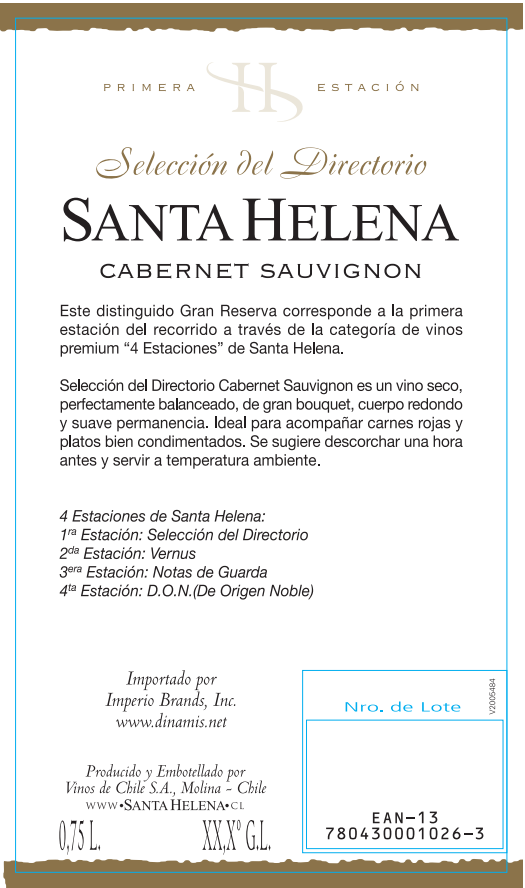 PRIMERA ESTACIÓN
Selección del Directorio
SANTA HELENA
CABERNET SAUVIGNON
Este distinguido Gran Reserva corresponde a la primera
estación del recorrido a través de la categoría de vinos
premium “4 Estaciones” de Santa Helena.
Selección del Directorio Cabernet Sauvignon es un vino seco,
perfectamente balanceado, de gran bouquet, cuerpo redondo
y suave permanencia. Ideal para acompañar carnes rojas y
platos bien condimentados. Se sugiere descorchar una hora
antes y servir a temperatura ambiente.
4 Estaciones de Santa Helena:
1ra Estación: Selección del Directorio
2da Estación: Vernus
3era Estación: Notas de Guarda
4ta Estación: D.O.N.(De Origen Noble)
Importado por
Imperio Brands, Inc.
www.dinamis.net
Producido y Embotellado por
Vinos de Chile S.A., Molina - Chile
WWW•SANTA HELENA•CL
0,75 L. XX,Xº G.L.
Nro. de Lote
V2005484
EAN-13
780430001026-3